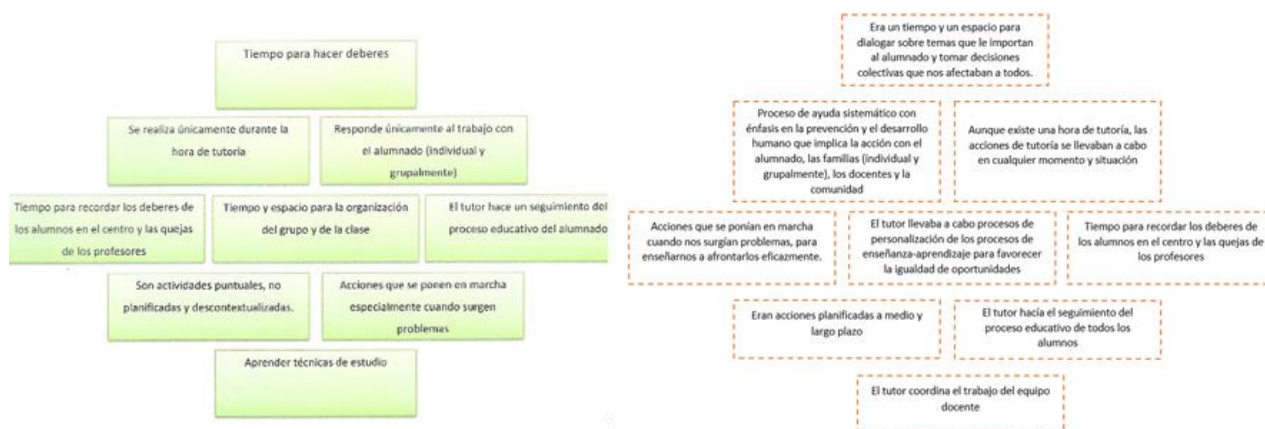 Tiempo para hacer deberes
Se realiza únicamente durante la
hora de tutoría
Responde únicamente al trabajo con
el alumnado (individual y
grupalmente)
Tiempo para recordar los deberes de
los alumnos en el centro y las quejas
de los profesores
Tiempo y espacio para la organización
del grupo y de la clase
El tutor hace un seguimiento del
proceso educativo del alumnado
Son actividades puntuales, no
planificadas y descontextualizadas.
Acciones que se ponen en marcha
especialmente cuando surgen
problemas
Aprender técnicas de estudio
Era un tiempo y un espacio para
dialogar sobre temas que le importan
al alumnado y tomar decisiones
colectivas que nos afectaban a todos.
Proceso de ayuda sistemático con
énfasis en la prevención y el desarrollo
humano que implica la acción con el
alumnado, las familias (individual y
grupalmente), los docentes y la
comunidad
Aunque existe una hora de tutoría, las
acciones de tutoría se llevaban a cabo
en cualquier momento y situación
Acciones que se ponían en marcha
cuando nos surgían problemas, para
enseñarnos a afrontarlos eficazmente.
El tutor llevaba a cabo procesos de
personalización de los procesos de
enseñanza-aprendizaje para favorecer
la igualdad de oportunidades
Tiempo para recordar los deberes de
los alumnos en el centro y las quejas de
los profesores
Eran acciones planificadas a medio y
largo plazo
El tutor hacía el seguimiento del
proceso educativo de todos los
alumnos
El tutor coordina el trabajo del equipo
docente